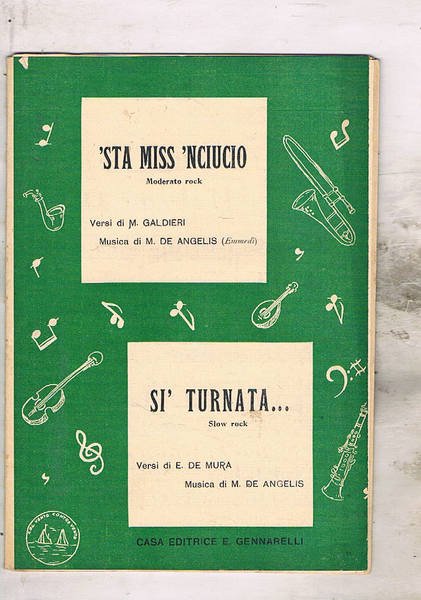 'STA MISS 'NCIUCIO
Moderato rock
Versi di M. GALDIERI
Musica di M. DE ANGELIS (Emmedi)
SI' TURNATA...
Slow rock
Versi di E. DE MURA
Musica di M. DE ANGELIS
CASA EDITRICE E. GENNARELLI